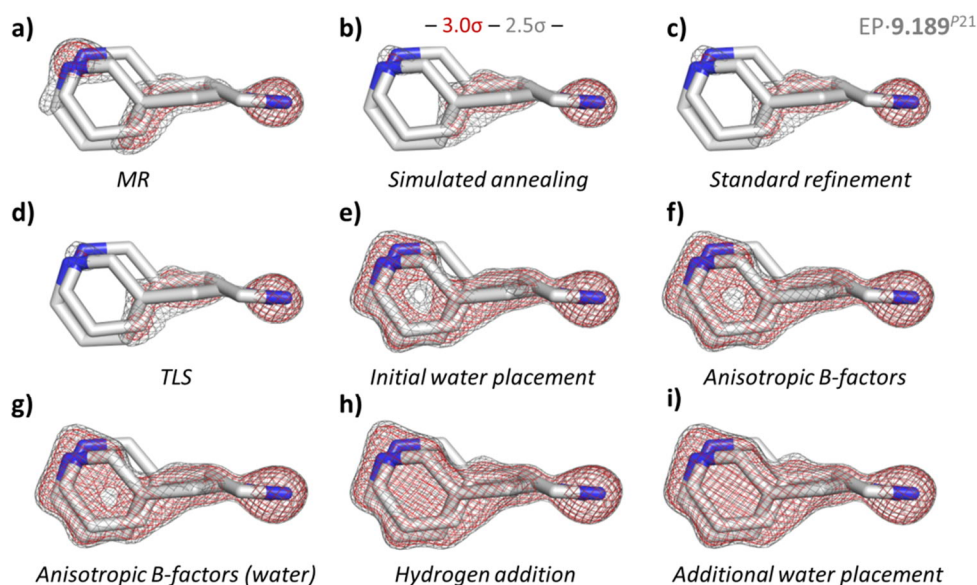 a)
b)
– 3.0σ – 2.5σ –
c)
EP·9.189P21
MR
Simulated annealing
Standard refinement
d)
e)
f)
TLS
Initial water placement
Anisotropic B-factors
g)
h)
i)
Anisotropic B-factors (water)
Hydrogen addition
Additional water placement